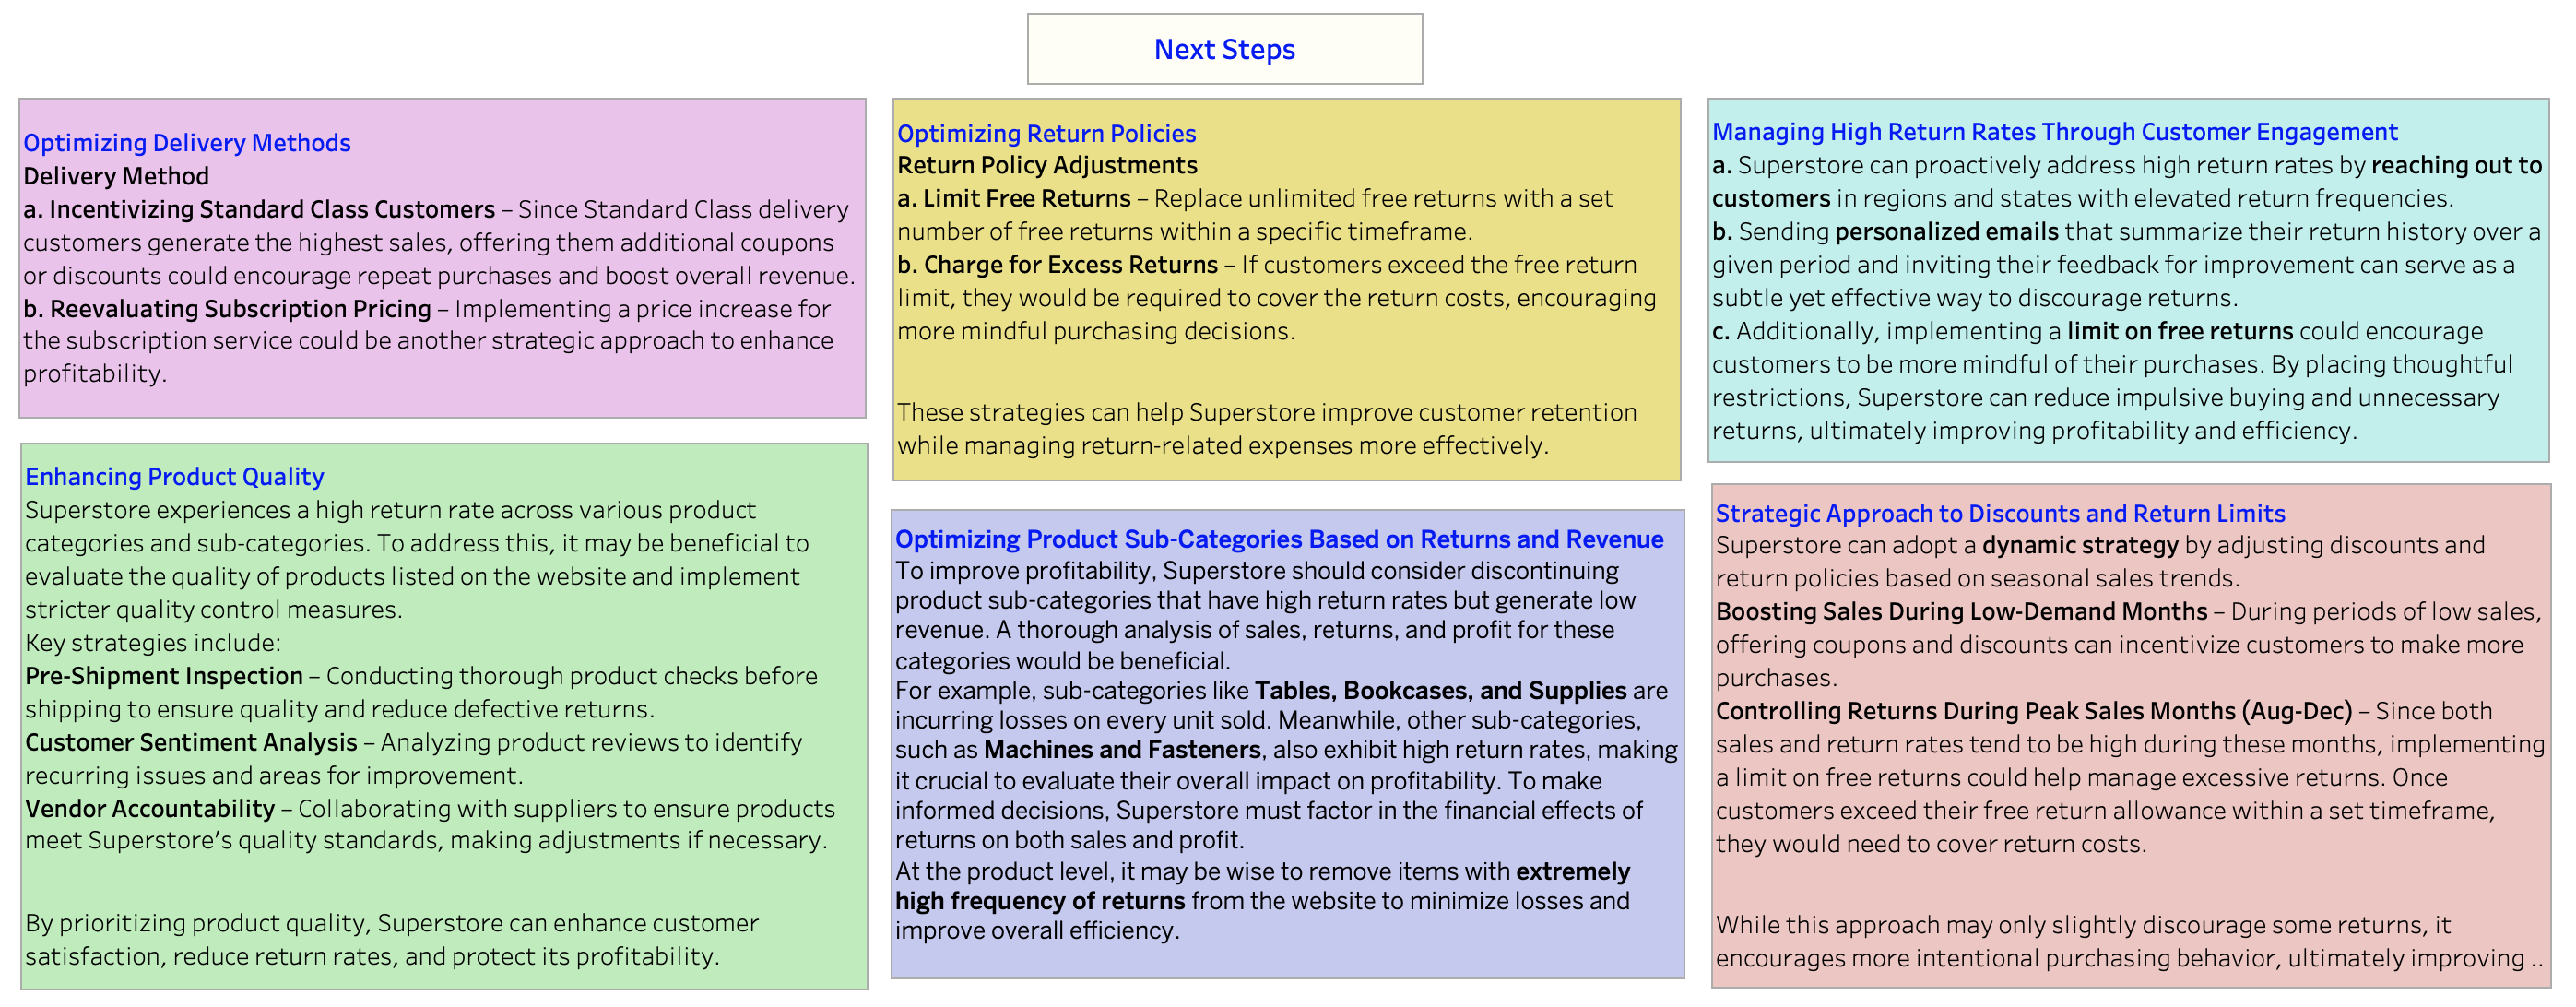 Next Steps
Optimizing Delivery Methods
Delivery Method
a. Incentivizing Standard Class Customers – Since Standard Class delivery
customers generate the highest sales, offering them additional coupons
or discounts could encourage repeat purchases and boost overall revenue.
b. Reevaluating Subscription Pricing – Implementing a price increase for
the subscription service could be another strategic approach to enhance
profitability.
Optimizing Return Policies
Return Policy Adjustments
a. Limit Free Returns – Replace unlimited free returns with a set
number of free returns within a specific timeframe.
b. Charge for Excess Returns – If customers exceed the free return
limit, they would be required to cover the return costs, encouraging
more mindful purchasing decisions.
These strategies can help Superstore improve customer retention
while managing return-related expenses more effectively.
Managing High Return Rates Through Customer Engagement
a. Superstore can proactively address high return rates by reaching out to
customers in regions and states with elevated return frequencies.
b. Sending personalized emails that summarize their return history over a
given period and inviting their feedback for improvement can serve as a
subtle yet effective way to discourage returns.
c. Additionally, implementing a limit on free returns could encourage
customers to be more mindful of their purchases. By placing thoughtful
restrictions, Superstore can reduce impulsive buying and unnecessary
returns, ultimately improving profitability and efficiency.
Enhancing Product Quality
Superstore experiences a high return rate across various product
categories and sub-categories. To address this, it may be beneficial to
evaluate the quality of products listed on the website and implement
stricter quality control measures.
Key strategies include:
Pre-Shipment Inspection – Conducting thorough product checks before
shipping to ensure quality and reduce defective returns.
Customer Sentiment Analysis – Analyzing product reviews to identify
recurring issues and areas for improvement.
Vendor Accountability – Collaborating with suppliers to ensure products
meet Superstore's quality standards, making adjustments if necessary.
By prioritizing product quality, Superstore can enhance customer
satisfaction, reduce return rates, and protect its profitability.
Optimizing Product Sub-Categories Based on Returns and Revenue
To improve profitability, Superstore should consider discontinuing
product sub-categories that have high return rates but generate low
revenue. A thorough analysis of sales, returns, and profit for these
categories would be beneficial.
For example, sub-categories like Tables, Bookcases, and Supplies are
incurring losses on every unit sold. Meanwhile, other sub-categories,
such as Machines and Fasteners, also exhibit high return rates, making
it crucial to evaluate their overall impact on profitability. To make
informed decisions, Superstore must factor in the financial effects of
returns on both sales and profit.
At the product level, it may be wise to remove items with extremely
high frequency of returns from the website to minimize losses and
improve overall efficiency.
Strategic Approach to Discounts and Return Limits
Superstore can adopt a dynamic strategy by adjusting discounts and
return policies based on seasonal sales trends.
Boosting Sales During Low-Demand Months – During periods of low sales,
offering coupons and discounts can incentivize customers to make more
purchases.
Controlling Returns During Peak Sales Months (Aug-Dec) – Since both
sales and return rates tend to be high during these months, implementing
a limit on free returns could help manage excessive returns. Once
customers exceed their free return allowance within a set timeframe,
they would need to cover return costs.
While this approach may only slightly discourage some returns, it
encourages more intentional purchasing behavior, ultimately improving ..